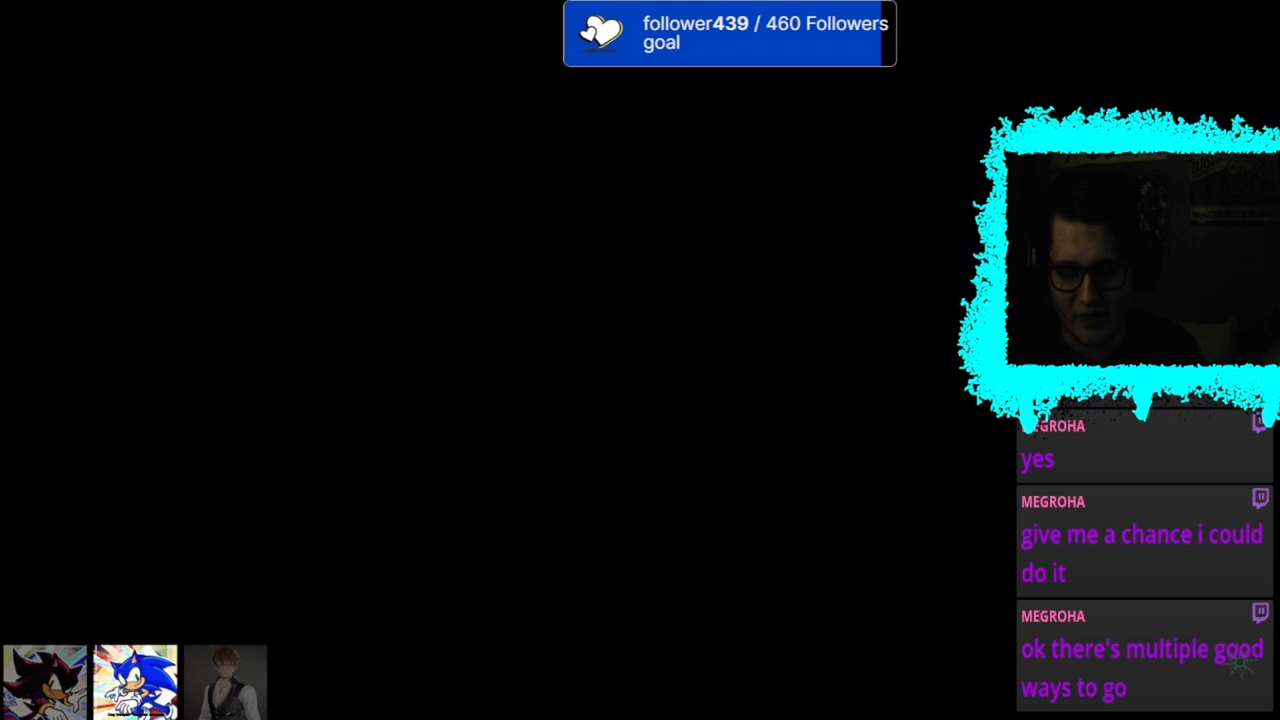 follower439 / 460 Followers
goal
MEGROHA
yes
MEGROHA
give me a chance i could
do it
MEGROHA
ok there's multiple good
ways to go